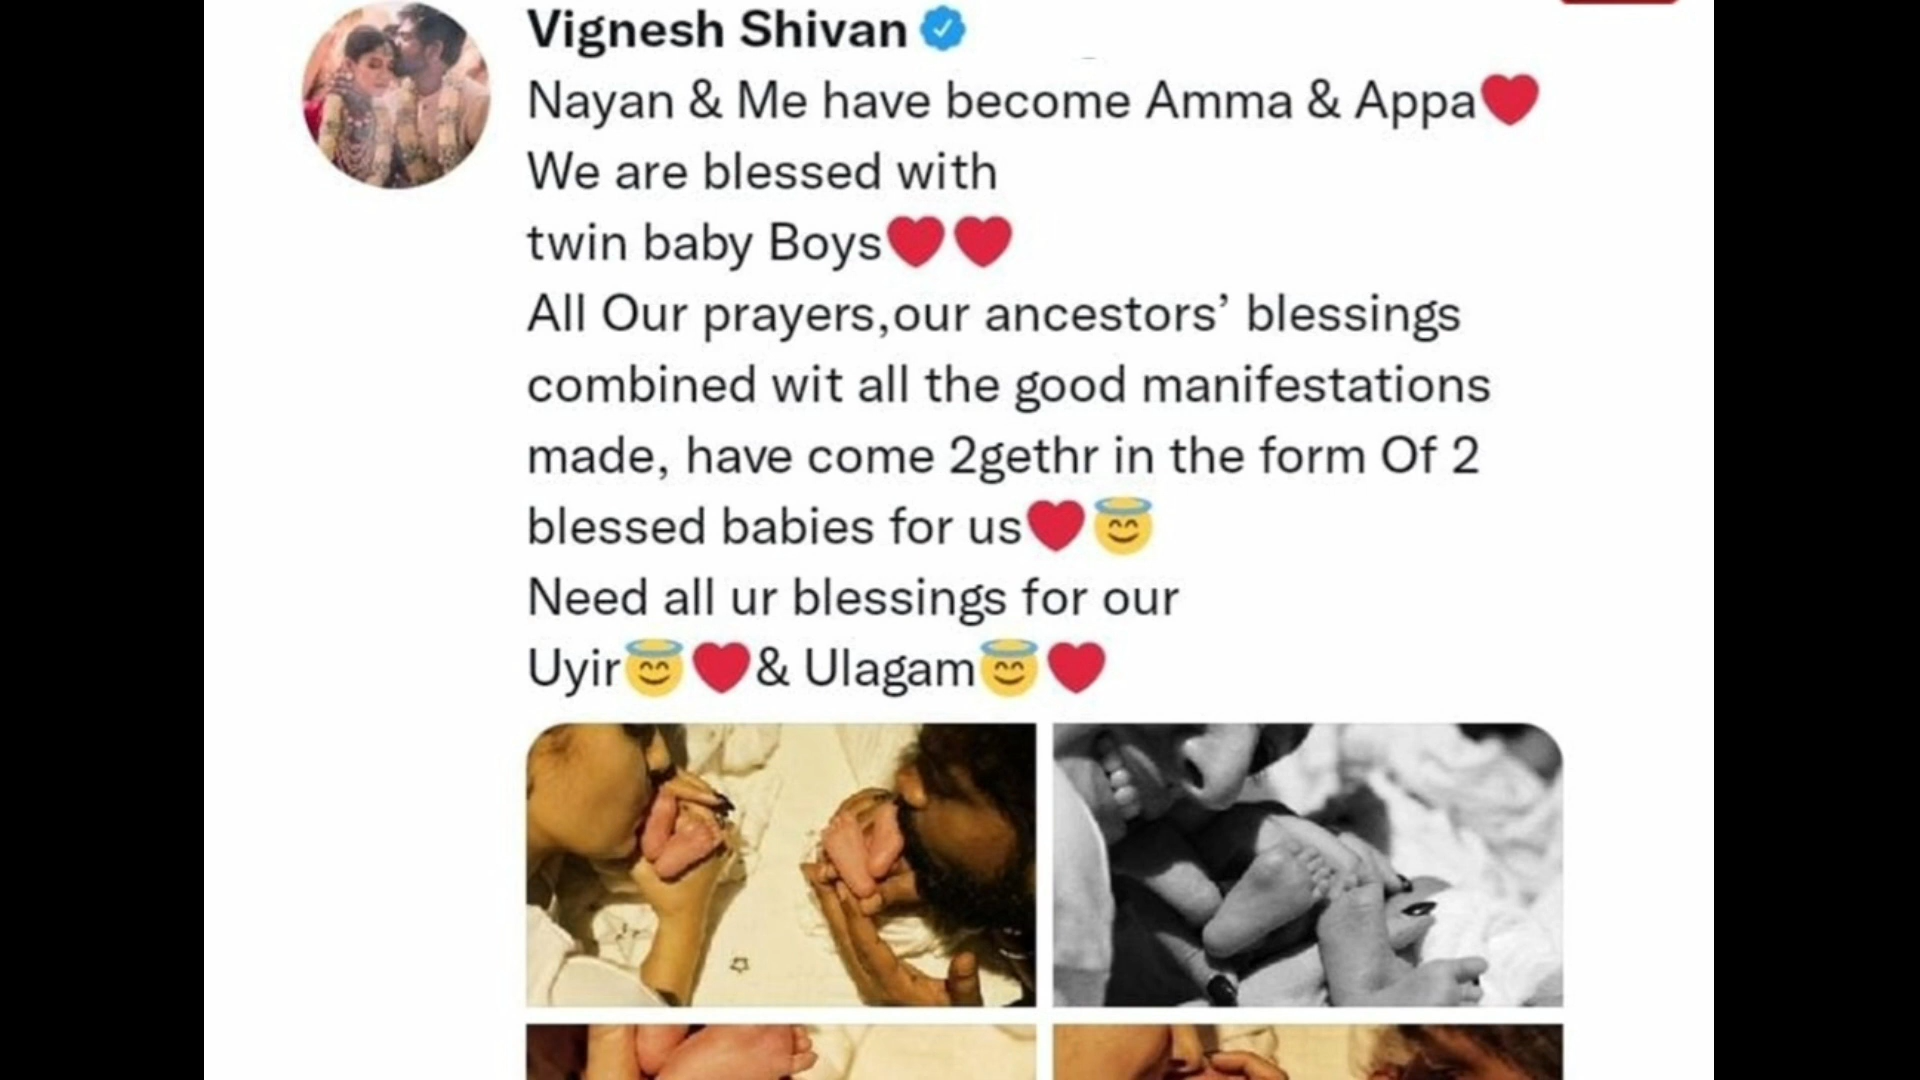 Vignesh Shivan
Nayan & Me have become Amma & Appa❤️
We are blessed with
twin baby Boys❤️❤️
All Our prayers,our ancestors’ blessings
combined wit all the good manifestations
made, have come 2gethr in the form Of 2
blessed babies for us❤️😇
Need all ur blessings for our
Uyir😇❤️& Ulagam😇❤️